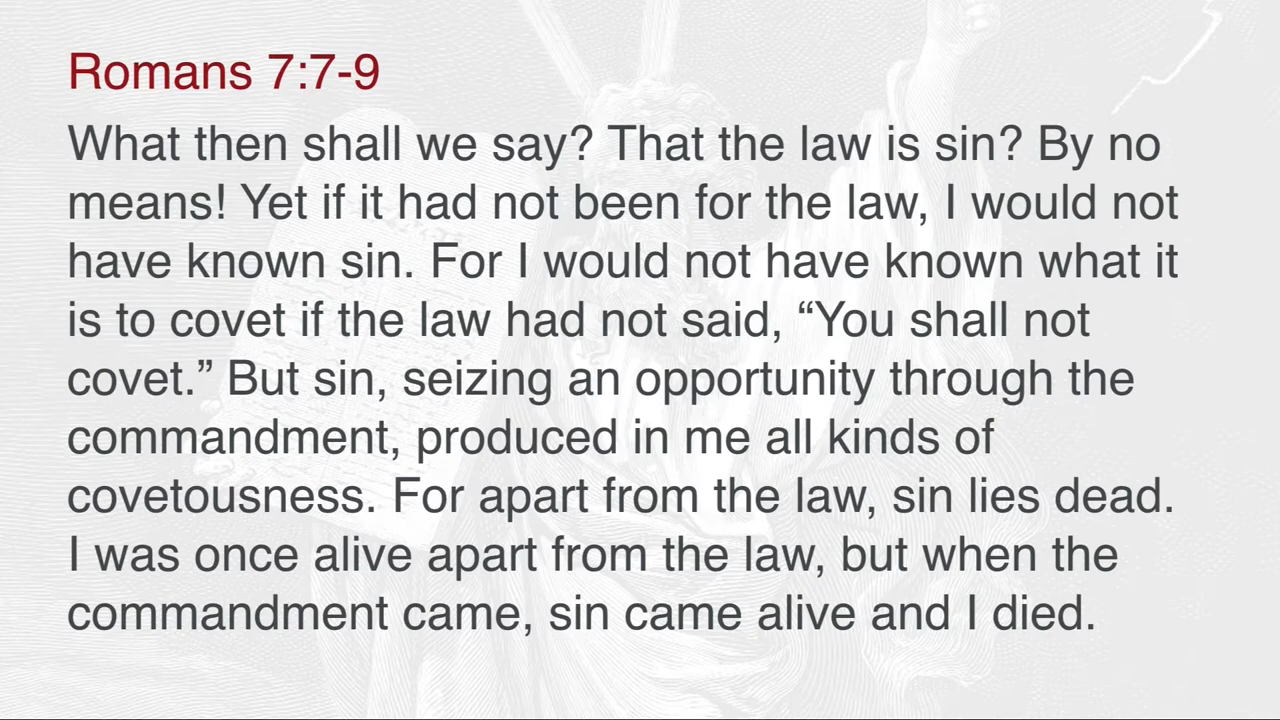 Romans 7:7-9
What then shall we say? That the law is sin? By no
means! Yet if it had not been for the law, I would not
have known sin. For I would not have known what it
is to covet if the law had not said, “You shall not
covet.” But sin, seizing an opportunity through the
commandment, produced in me all kinds of
covetousness. For apart from the law, sin lies dead.
I was once alive apart from the law, but when the
commandment came, sin came alive and I died.